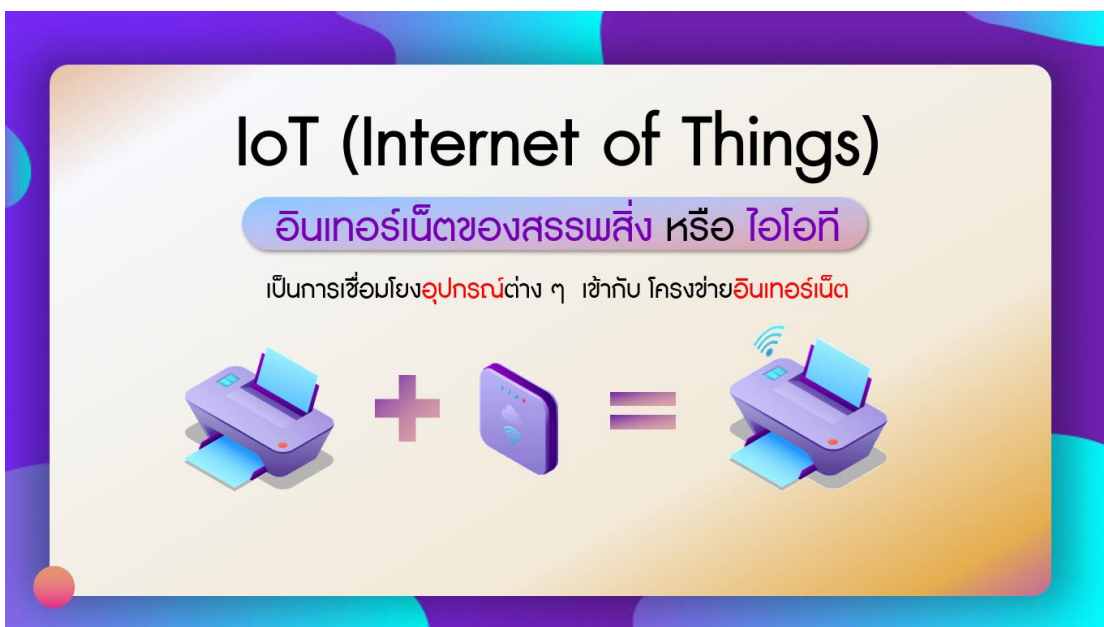 IoT (Internet of Things)
อินเทอร์เน็ตของสรรพสิ่ง หรือ ไอโอที
เป็นการเชื่อมโยงอุปกรณ์ต่าง ๆ เข้ากับ โครงข่ายอินเทอร์เน็ต